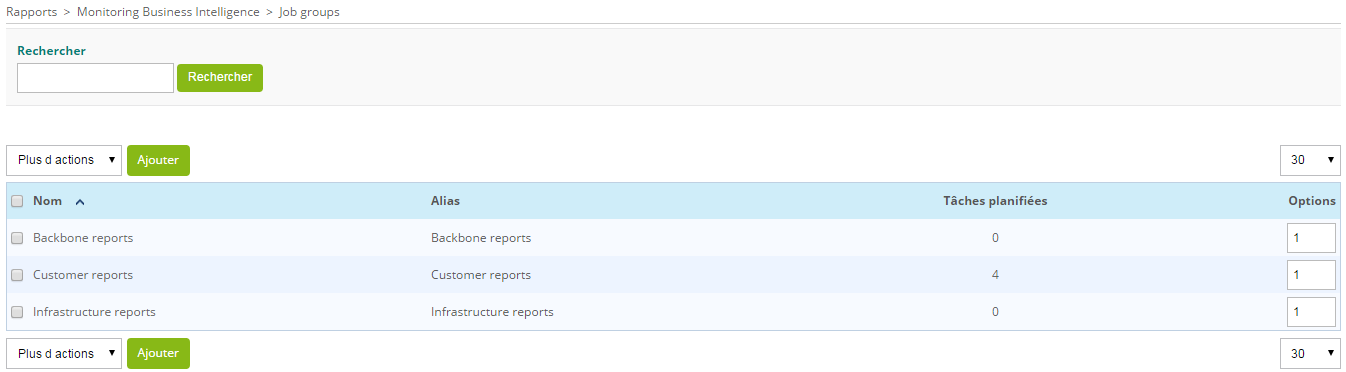 Rapports > Monitoring Business Intelligence > Job groups
Rechercher
Rechercher
Plus d actions Ajouter 30
Nom Alias Tâches planifiées Options
Backbone reports Backbone reports 0 1
Customer reports Customer reports 4 1
Infrastructure reports Infrastructure reports 0 1
Plus d actions Ajouter 30